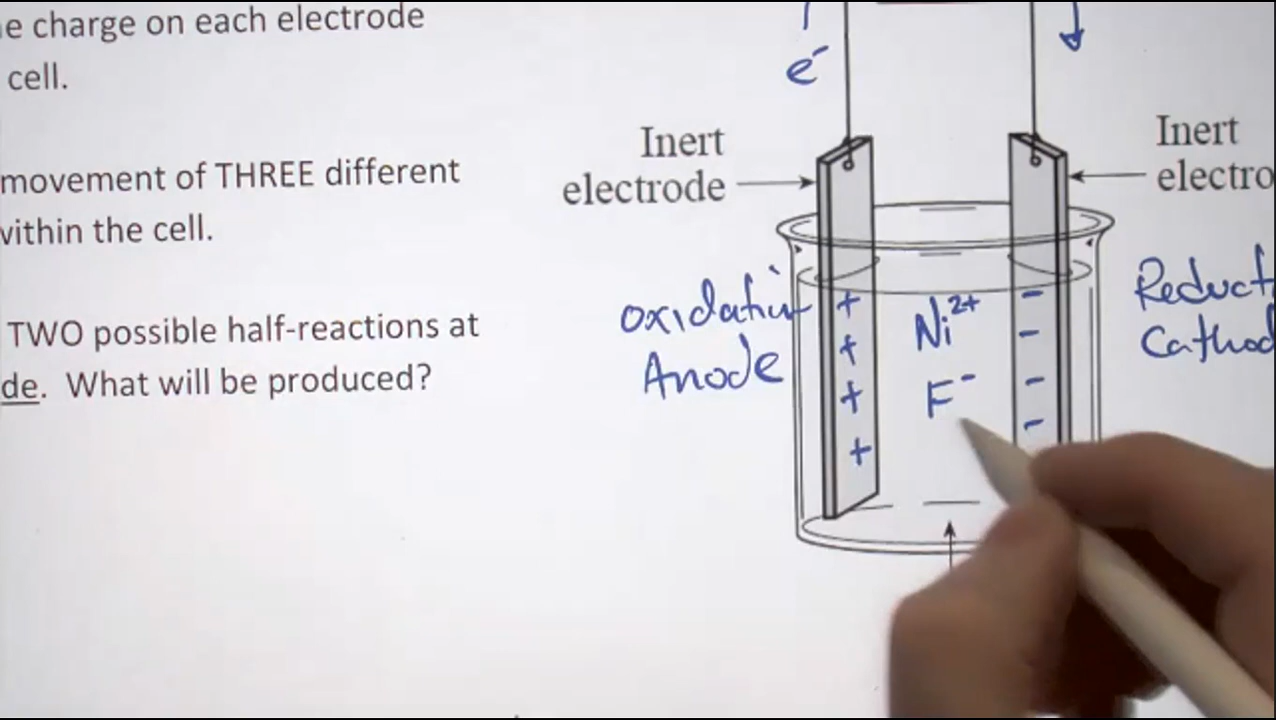 e charge on each electrode
cell.
movement of THREE different
within the cell.
TWO possible half-reactions at
de. What will be produced?
e⁻
Inert
electrode
Inert
electro
oxidation
Anode
+
+
+
+
Ni²⁺
F⁻
-
-
-
-
Reduct
Cathod